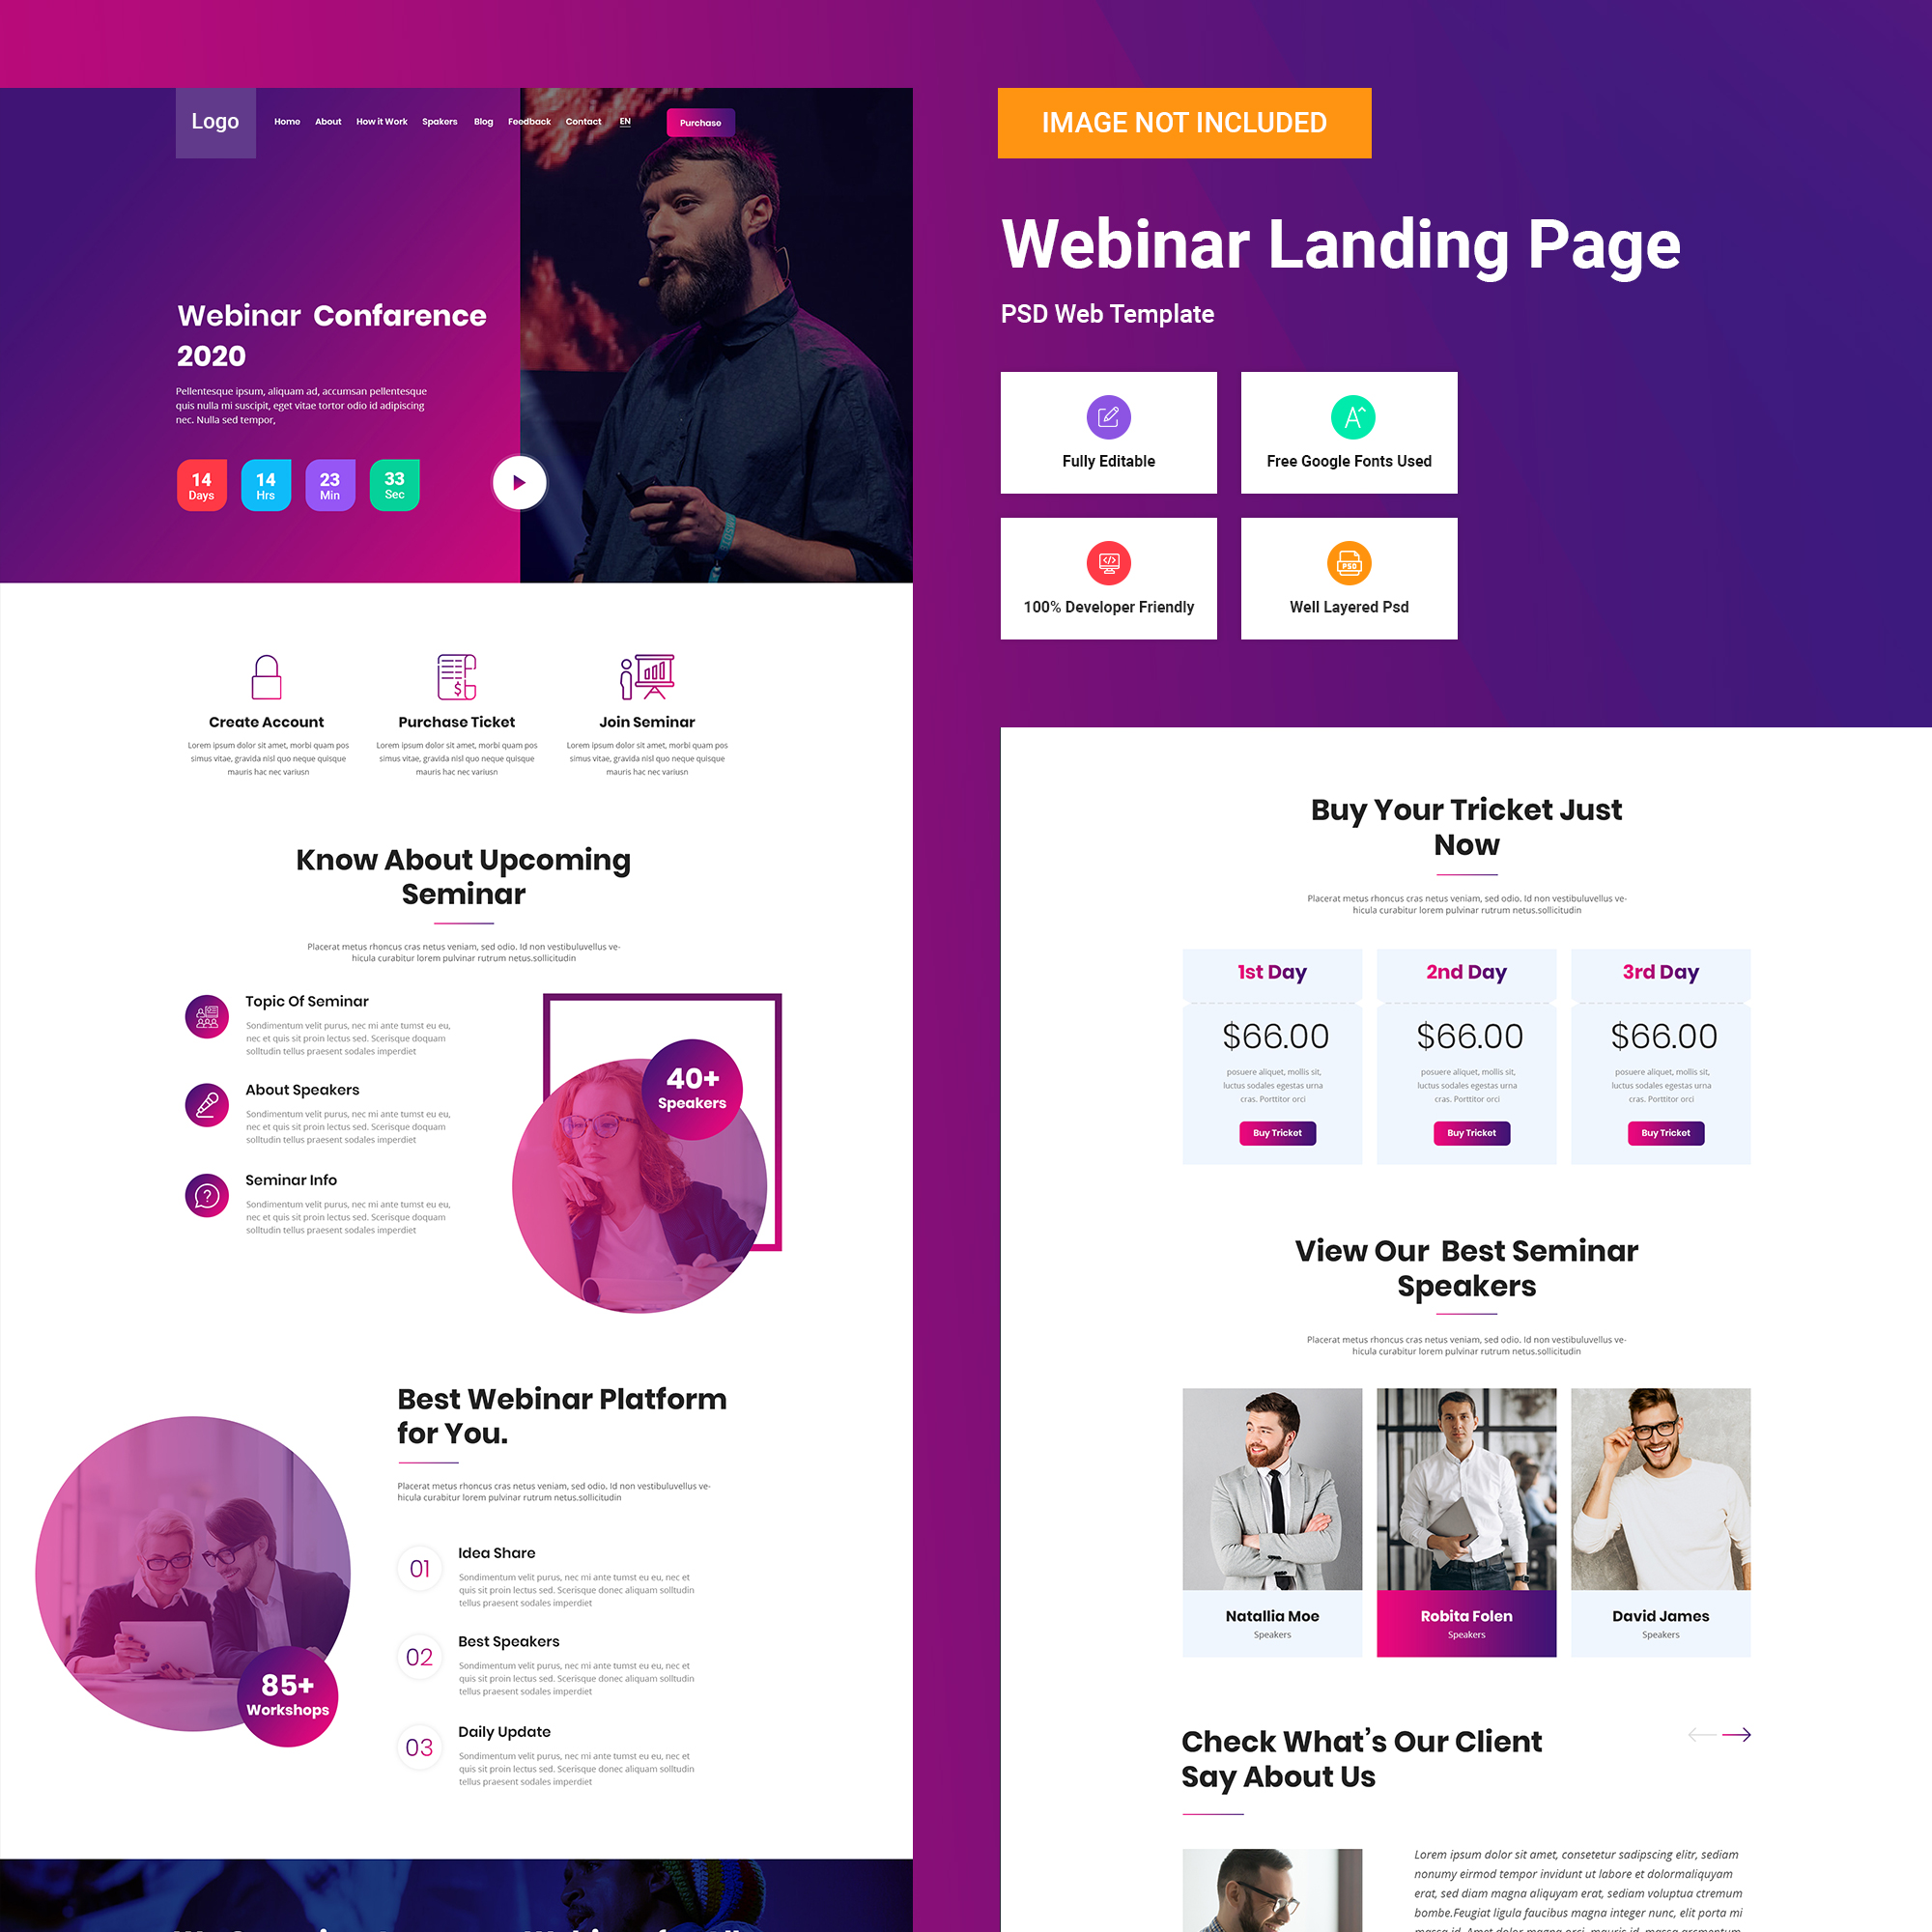 Logo
Home About How it Work Spakers Blog Feedback Contact EN Purchase
Webinar Confarence
2020
Pellentesque ipsum, aliquam ad, accumsan pellentesque
quis nulla mi suscipit, eget vitae tortor odio id adipiscing
nec. Nulla sed tempor,
14 14 23 33
Days Hrs Min Sec
Create Account
Lorem ipsum dolor sit amet, morbi quam pos
simus vitae, gravida nisl quo neque quisque
mauris hac nec variusn
Purchase Ticket
Lorem ipsum dolor sit amet, morbi quam pos
simus vitae, gravida nisl quo neque quisque
mauris hac nec variusn
Join Seminar
Lorem ipsum dolor sit amet, morbi quam pos
simus vitae, gravida nisl quo neque quisque
mauris hac nec variusn
Know About Upcoming
Seminar
Placerat metus rhoncus cras netus veniam, sed odio. Id non vestibuluvellus ve-
hicula curabitur lorem pulvinar rutrum netus.sollicitudin
Topic Of Seminar
Sondimentum velit purus, nec mi ante tumst eu eu,
nec et quis sit proin lectus sed. Scerisque doquam
solltudin tellus praesent sodales imperdiet
About Speakers
Sondimentum velit purus, nec mi ante tumst eu eu,
nec et quis sit proin lectus sed. Scerisque doquam
solltudin tellus praesent sodales imperdiet
Seminar Info
Sondimentum velit purus, nec mi ante tumst eu eu,
nec et quis sit proin lectus sed. Scerisque doquam
solltudin tellus praesent sodales imperdiet
40+
Speakers
Best Webinar Platform
for You.
Placerat metus rhoncus cras netus veniam, sed odio. Id non vestibuluvellus ve-
hicula curabitur lorem pulvinar rutrum netus.sollicitudin
85+
Workshops
01
Idea Share
Sondimentum velit purus, nec mi ante tumst eu eu, nec et
quis sit proin lectus sed. Scerisque donec aliquam solltudin
tellus praesent sodales imperdiet
02
Best Speakers
Sondimentum velit purus, nec mi ante tumst eu eu, nec et
quis sit proin lectus sed. Scerisque donec aliquam solltudin
tellus praesent sodales imperdiet
03
Daily Update
Sondimentum velit purus, nec mi ante tumst eu eu, nec et
quis sit proin lectus sed. Scerisque donec aliquam solltudin
tellus praesent sodales imperdiet
IMAGE NOT INCLUDED
Webinar Landing Page
PSD Web Template
Fully Editable
Free Google Fonts Used
100% Developer Friendly
PSD
Well Layered Psd
Buy Your Tricket Just
Now
Placerat metus rhoncus cras netus veniam, sed odio. Id non vestibuluvellus ve-
hicula curabitur lorem pulvinar rutrum netus.sollicitudin
1st Day
$66.00
posuere aliquet, mollis sit,
luctus sodales egestas urna
cras. Porttitor orci
Buy Tricket
2nd Day
$66.00
posuere aliquet, mollis sit,
luctus sodales egestas urna
cras. Porttitor orci
Buy Tricket
3rd Day
$66.00
posuere aliquet, mollis sit,
luctus sodales egestas urna
cras. Porttitor orci
Buy Tricket
View Our Best Seminar
Speakers
Placerat metus rhoncus cras netus veniam, sed odio. Id non vestibuluvellus ve-
hicula curabitur lorem pulvinar rutrum netus.sollicitudin
Natallia Moe
Speakers
Robita Folen
Speakers
David James
Speakers
Check What's Our Client
Say About Us
Lorem ipsum dolor sit amet, consetetur sadipscing elitr, sediam
nonumy eirmod tempor invidunt ut labore et dolormaliquyam
erat, sed diam magna aliquyam erat, sediam voluptua ctremum
bombe.Feugiat ligula faucibus magna integer nunc, elit porta mi